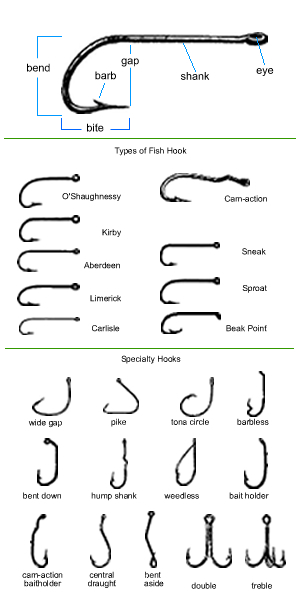 bend
gap
barb
shank
eye
bite
Types of Fish Hook
O'Shaughnessy
Cam-action
Kirby
Aberdeen
Sneak
Limerick
Sproat
Carlisle
Beak Point
Specialty Hooks
wide gap
pike
tona circle
barbless
bent down
hump shank
weedless
bait holder
cam-action
baitholder
central
draught
bent
aside
double
treble